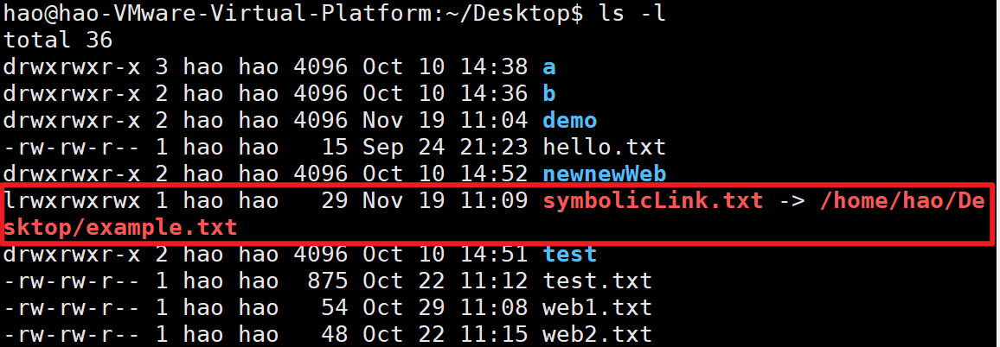 hao@hao-VMware-Virtual-Platform:~/Desktop$ ls -l
total 36
drwxrwxr-x 3 hao hao 4096 Oct 10 14:38 a
drwxrwxr-x 2 hao hao 4096 Oct 10 14:36 b
drwxrwxr-x 2 hao hao 4096 Nov 19 11:04 demo
-rw-rw-r-- 1 hao hao   15 Sep 24 21:23 hello.txt
drwxrwxr-x 2 hao hao 4096 Oct 10 14:52 newnewWeb
lrwxrwxrwx 1 hao hao   29 Nov 19 11:09 symbolicLink.txt -> /home/hao/De
sktop/example.txt
drwxrwxr-x 2 hao hao 4096 Oct 10 14:51 test
-rw-rw-r-- 1 hao hao  875 Oct 22 11:12 test.txt
-rw-rw-r-- 1 hao hao   54 Oct 29 11:08 web1.txt
-rw-rw-r-- 1 hao hao   48 Oct 22 11:15 web2.txt